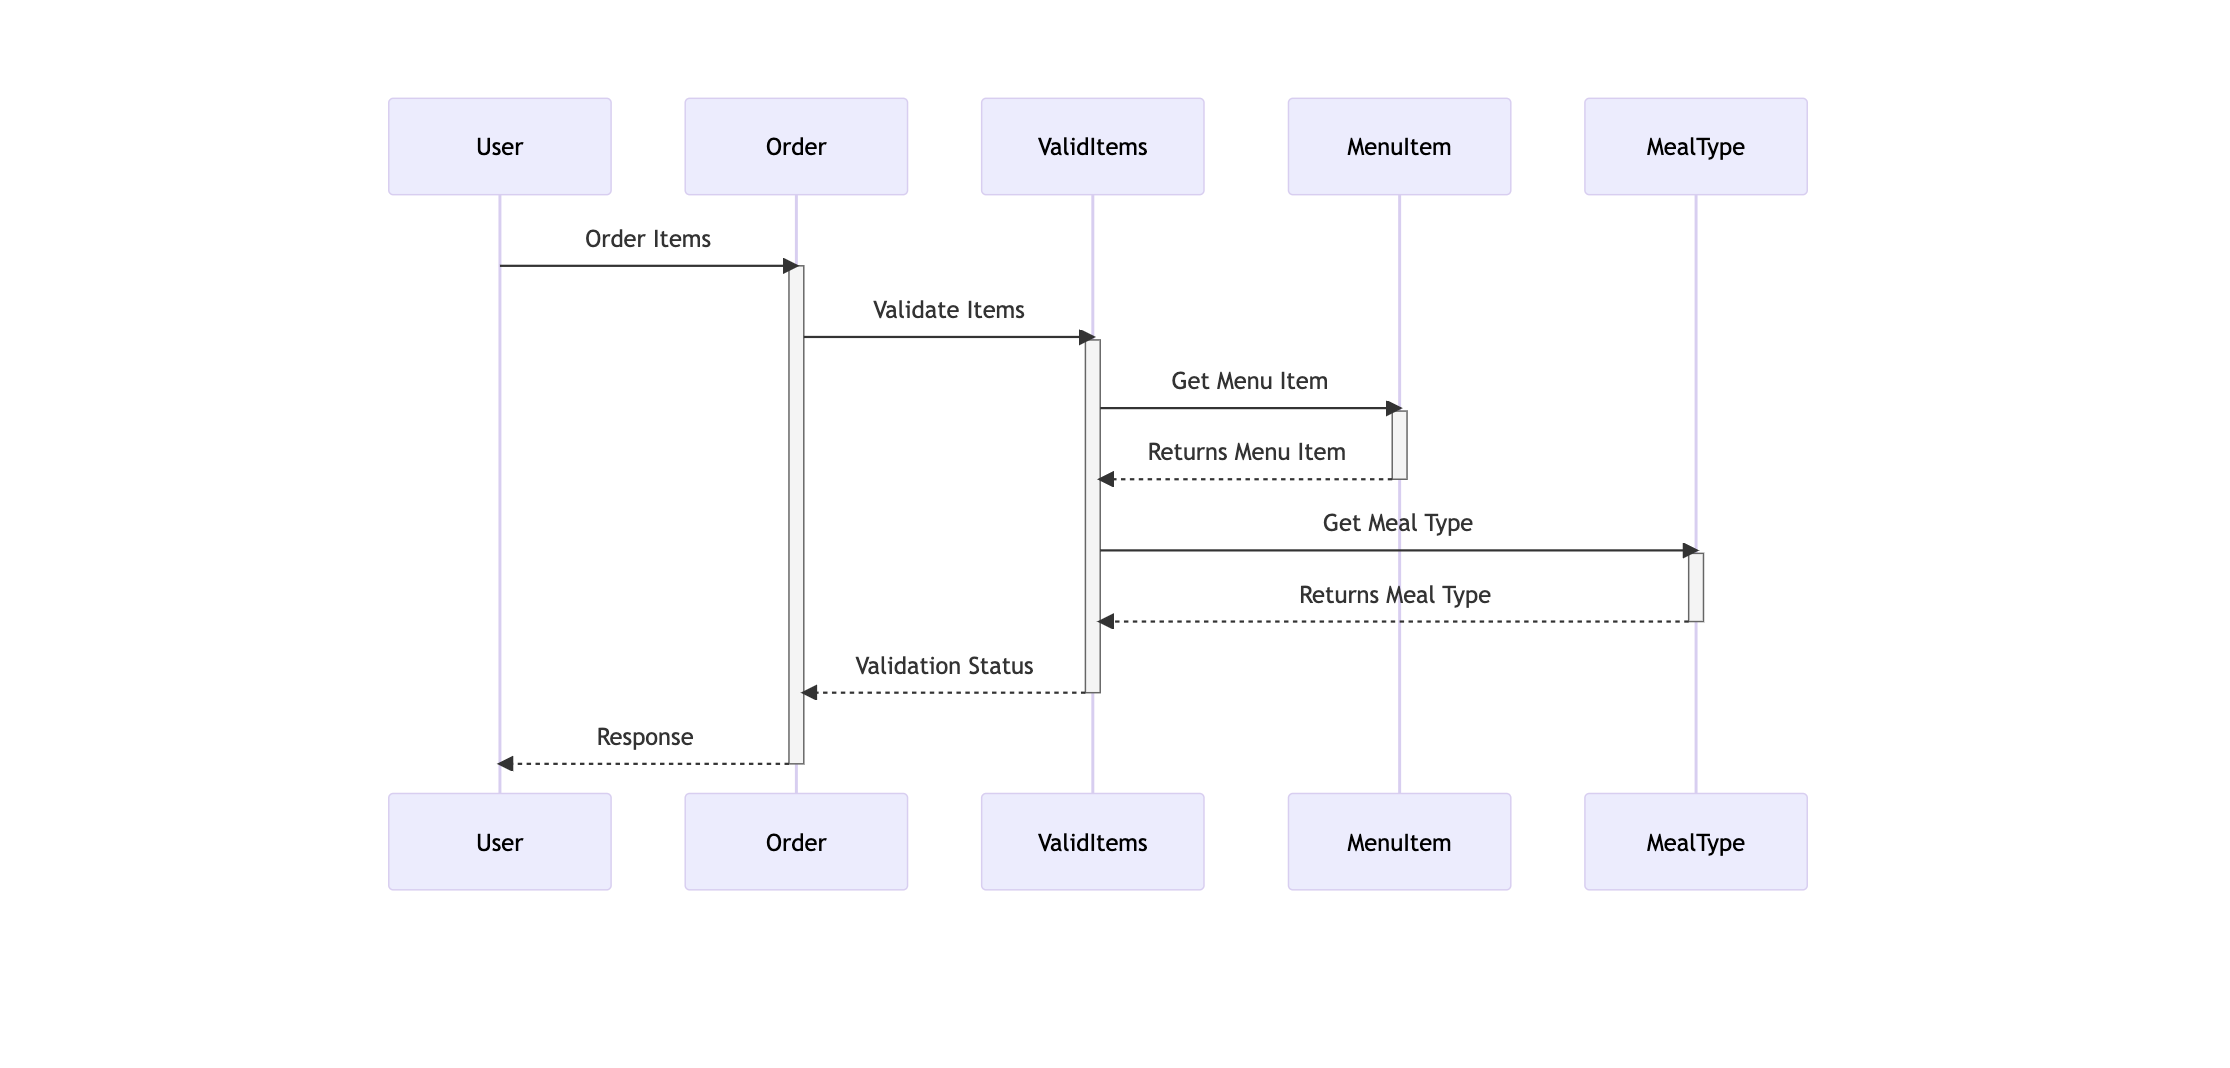 User
Order
ValidItems
MenuItem
MealType
Order Items
Validate Items
Get Menu Item
Returns Menu Item
Get Meal Type
Returns Meal Type
Validation Status
Response
User
Order
ValidItems
MenuItem
MealType